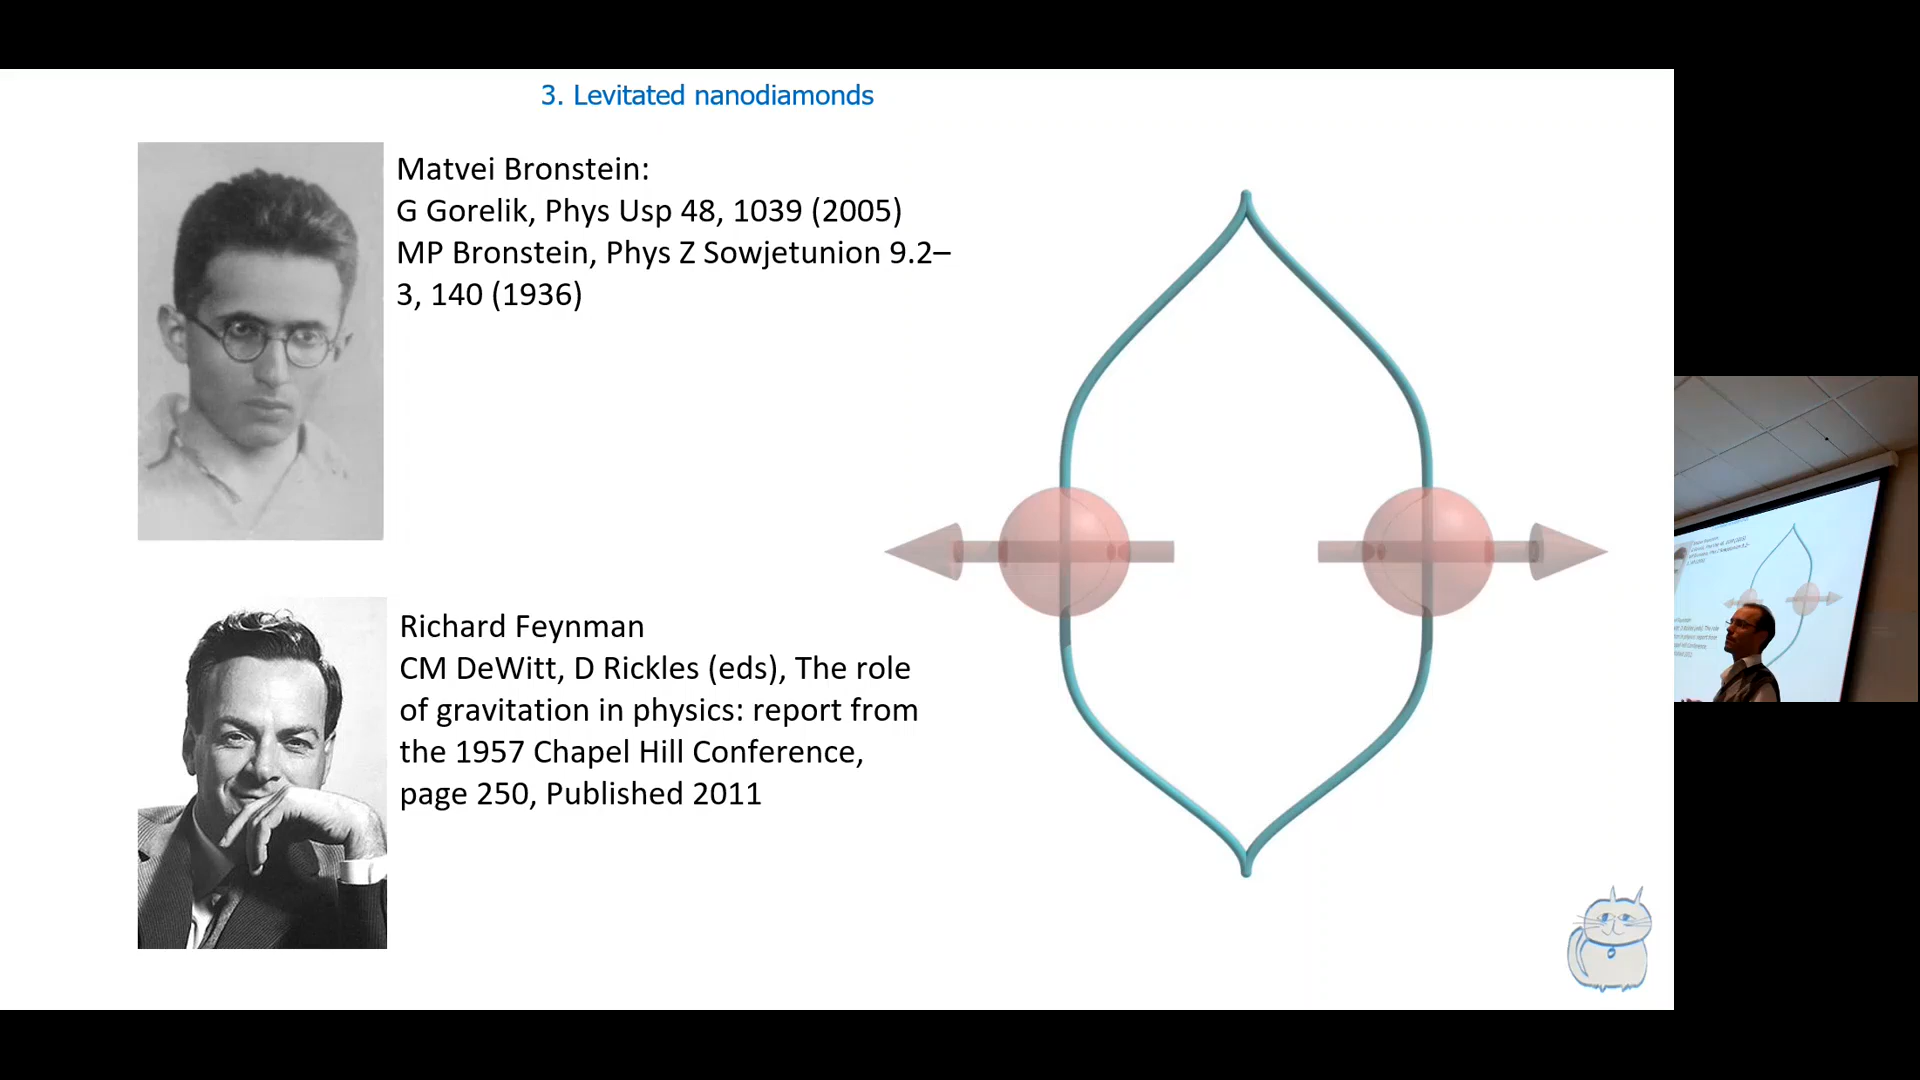 3. Levitated nanodiamonds
Matvei Bronstein:
G Gorelik, Phys Usp 48, 1039 (2005)
MP Bronstein, Phys Z Sowjetunion 9.2–
3, 140 (1936)
Richard Feynman
CM DeWitt, D Rickles (eds), The role
of gravitation in physics: report from
the 1957 Chapel Hill Conference,
page 250, Published 2011